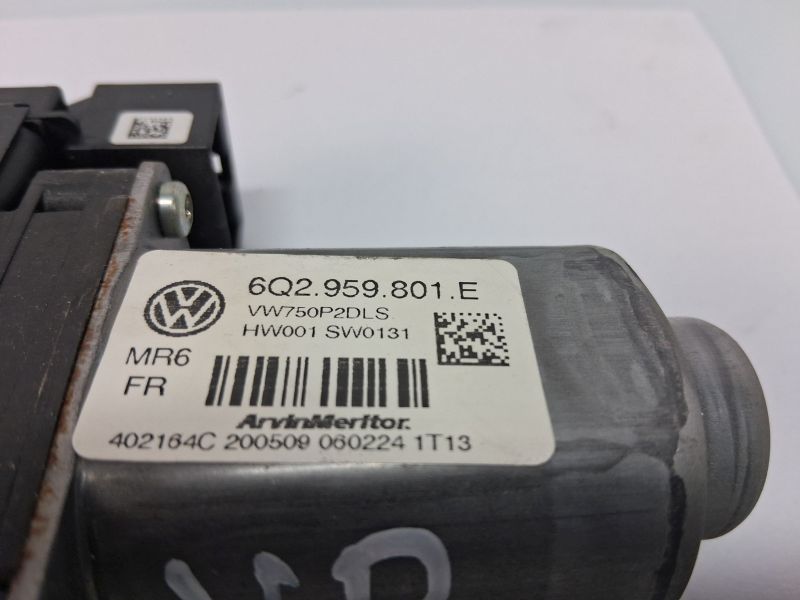 6Q2.959.801.E
VW750P2DLS.
HW001 SW0131
MR6
FR
ArvinMeritor.
402164C 200509 060224 1T13